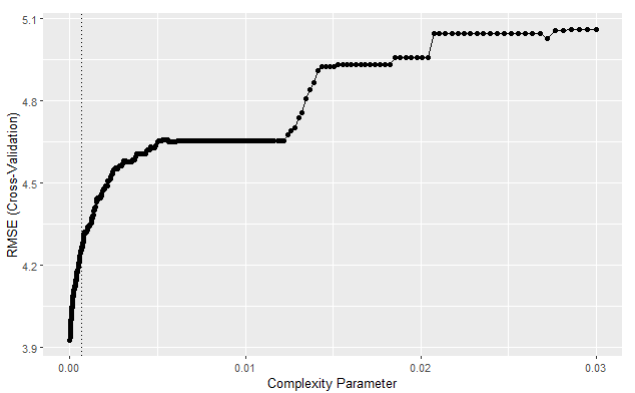 5.1
4.8
4.5
4.2
3.9
RMSE (Cross-Validation)
0.00 0.01 0.02 0.03
Complexity Parameter